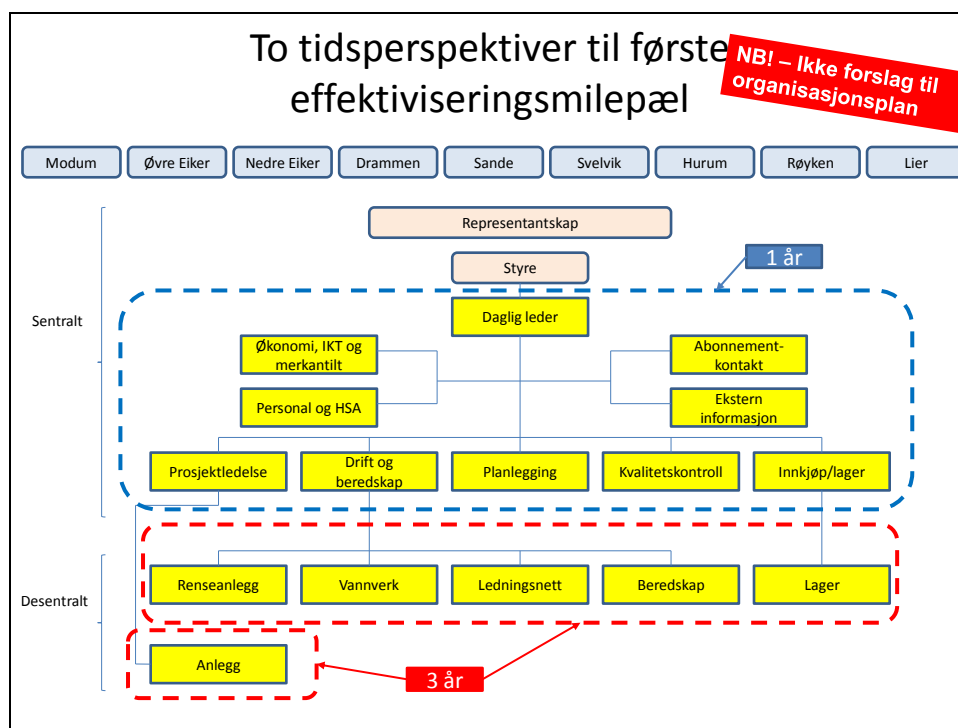 To tidsperspektiver til første
effektiviseringsmilepæl
NB! – Ikke forslag til
organisasjonsplan
Modum
Øvre Eiker
Nedre Eiker
Drammen
Sande
Svelvik
Hurum
Røyken
Lier
Representantskap
Styre
1 år
Sentralt
Daglig leder
Økonomi, IKT og
merkantilt
Abonnement-
kontakt
Personal og HSA
Ekstern
informasjon
Prosjektledelse
Drift og
beredskap
Planlegging
Kvalitetskontroll
Innkjøp/lager
Desentralt
Renseanlegg
Vannverk
Ledningsnett
Beredskap
Lager
Anlegg
3 år